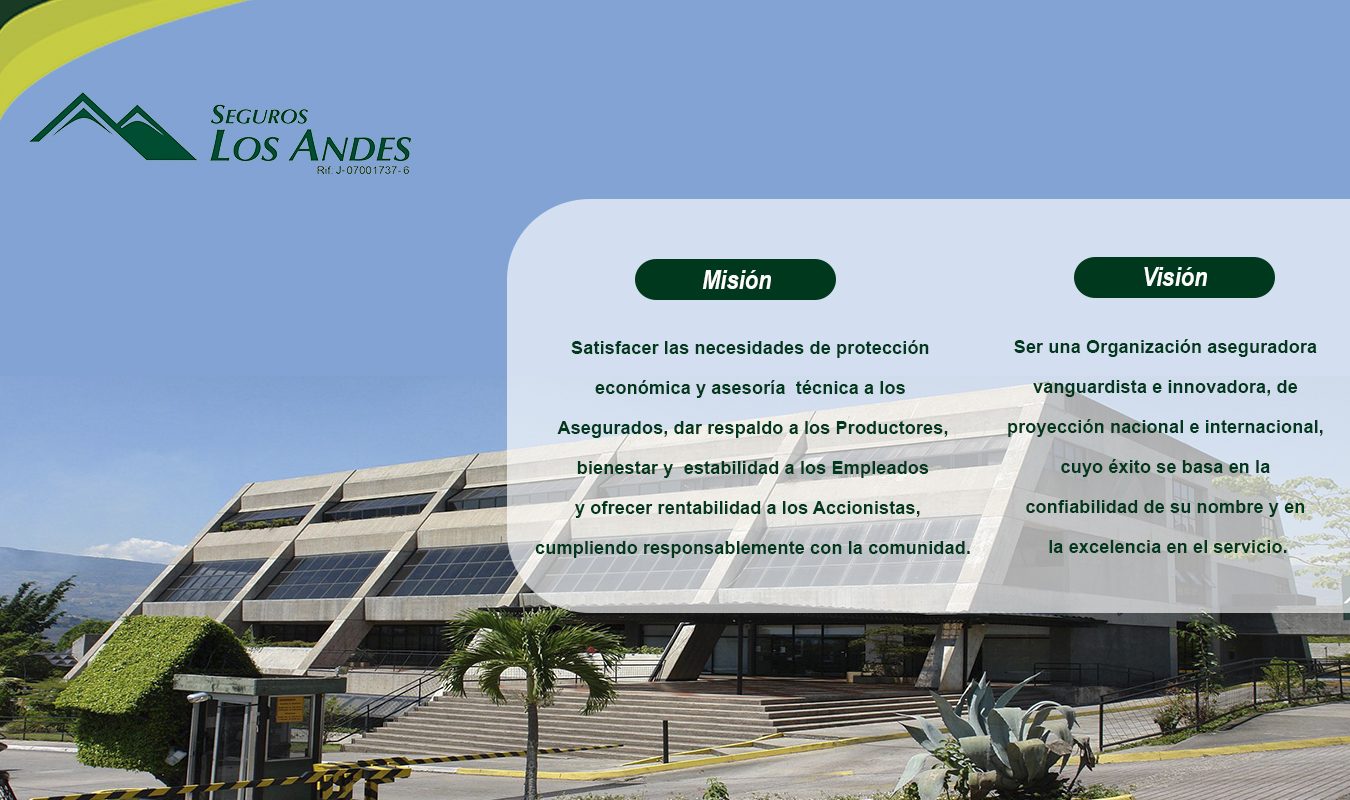 SEGUROS
LOS ANDES
Rif: J-07001737-6
Misión
Satisfacer las necesidades de protección
económica y asesoría  técnica a los
Asegurados, dar respaldo a los Productores,
bienestar y  estabilidad a los Empleados
y ofrecer rentabilidad a los Accionistas,
cumpliendo responsablemente con la comunidad.
Visión
Ser una Organización aseguradora
vanguardista e innovadora, de
proyección nacional e internacional,
cuyo éxito se basa en la
confiabilidad de su nombre y en
la excelencia en el servicio.